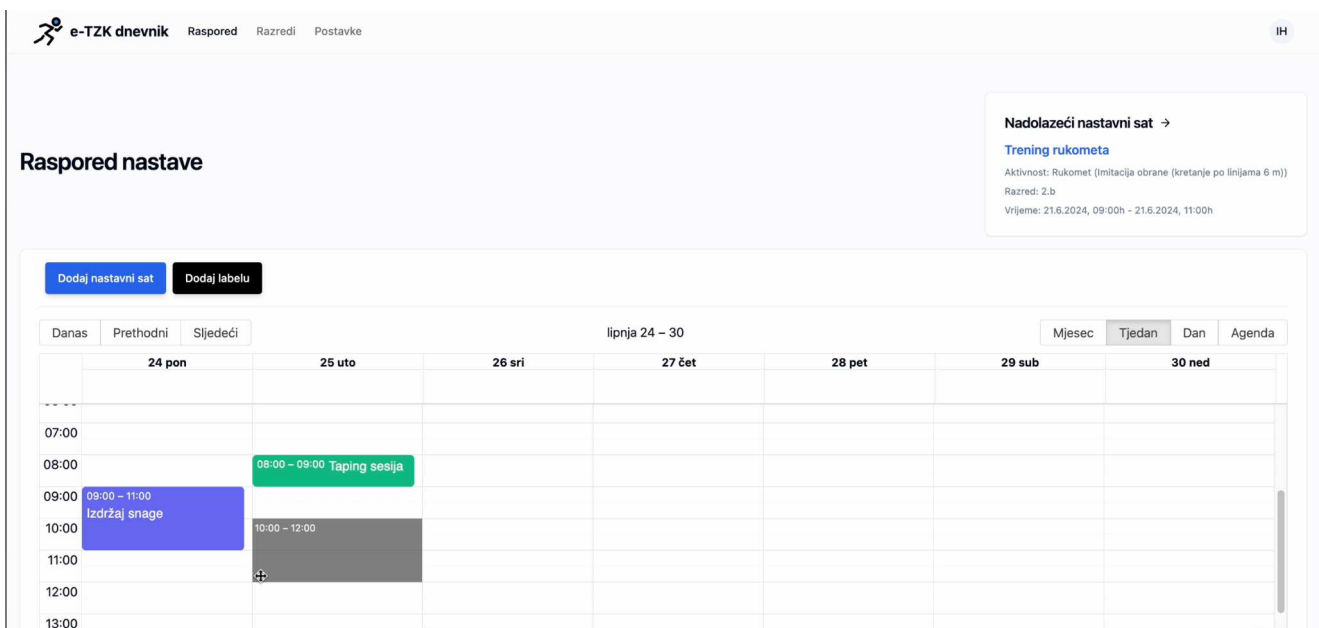 e-TZK dnevnik Raspored Razredi Postavke IH
Nadolazeći nastavni sat →
Trening rukometa
Aktivnost: Rukomet (Imitacija obrane (kretanje po linijama 6 m))
Razred: 2.b
Vrijeme: 21.6.2024, 09:00h - 21.6.2024, 11:00h
Raspored nastave
Dodaj nastavni sat Dodaj labelu
Danas Prethodni Sljedeći lipnja 24 – 30 Mjesec Tjedan Dan Agenda
24 pon 25 uto 26 sri 27 čet 28 pet 29 sub 30 ned
07:00
08:00 08:00 – 09:00 Taping sesija
09:00 09:00 – 11:00
Izdržaj snage
10:00 10:00 – 12:00
11:00
12:00
13:00